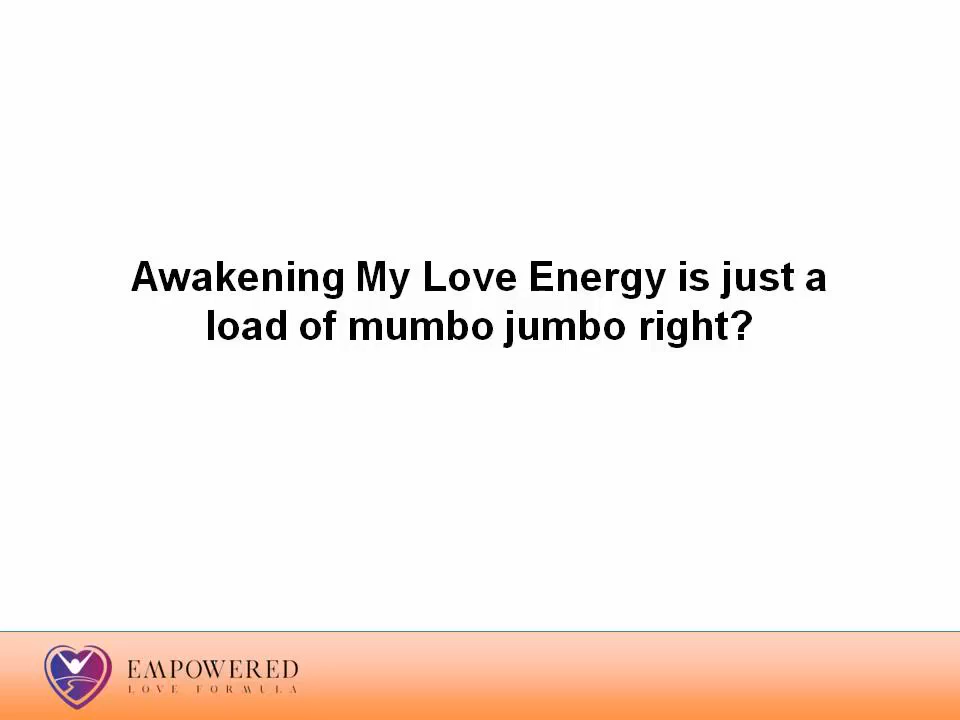 Awakening My Love Energy is just a
load of mumbo jumbo right?
EMPOWERED
LOVE FORMULA